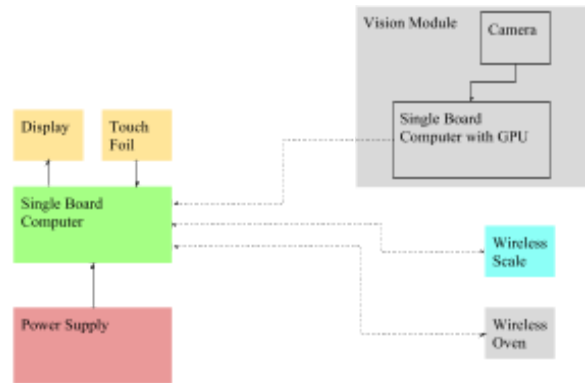 Vision Module
Camera
Single Board
Computer with GPU
Display
Touch
Foil
Single Board
Computer
Wireless
Scale
Power Supply
Wireless
Oven